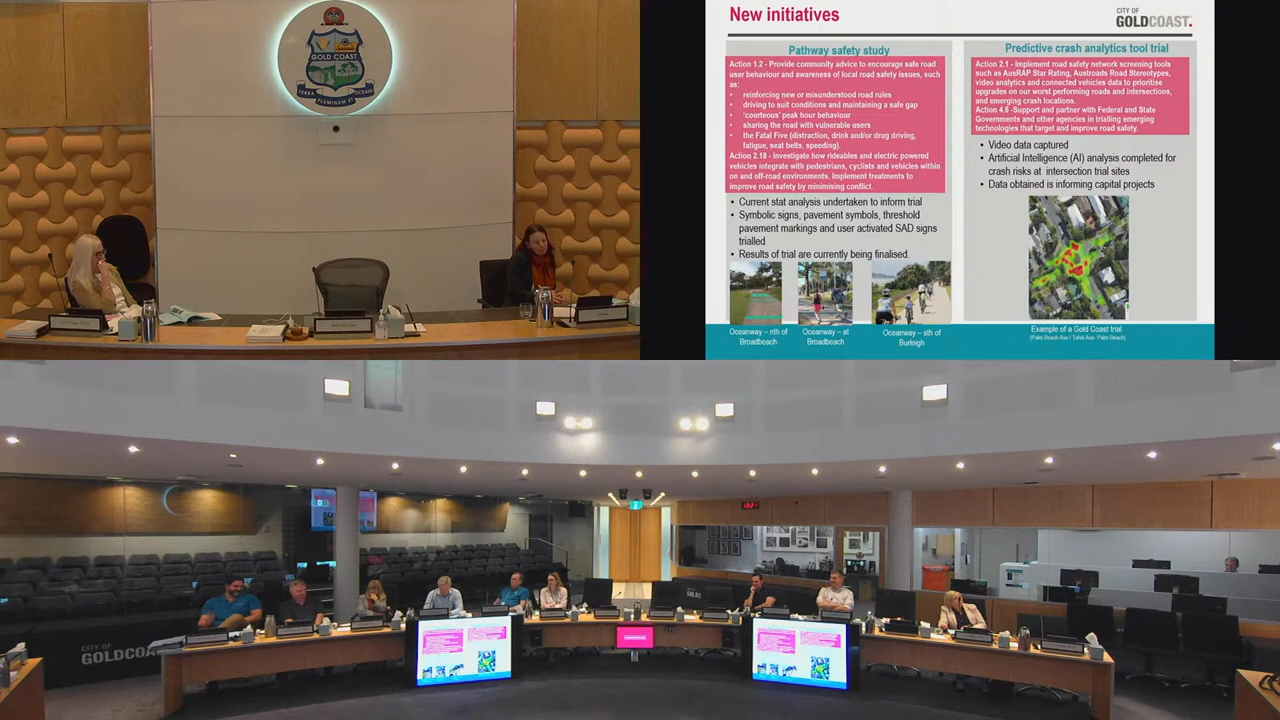 GOLD COAST
New initiatives
CITY OF
GOLDCOAST.
Pathway safety study
Action 1.2 - Provide community advice to encourage safe road
user behaviour and awareness of local road safety issues, such
as:
• reinforcing new or misunderstood road rules
• driving to suit conditions and maintaining a safe gap
• 'courteous' peak hour behaviour
• sharing the road with vulnerable users
• the Fatal Five (distraction, drink and/or drug driving,
fatigue, seat belts, speeding).
Action 2.18 - Investigate how rideables and electric powered
vehicles integrate with pedestrians, cyclists and vehicles within
on and off-road environments. Implement treatments to
improve road safety by minimising conflict.
• Current stat analysis undertaken to inform trial
• Symbolic signs, pavement symbols, threshold
pavement markings and user activated SAD signs
trialled
• Results of trial are currently being finalised.
Oceanway – nth of
Broadbeach
Oceanway – at
Broadbeach
Oceanway – sth of
Burleigh
Predictive crash analytics tool trial
Action 2.1 - Implement road safety network screening tools
such as AusRAP Star Rating, Austroads Road Stereotypes,
video analytics and connected vehicles data to prioritise
upgrades on our worst performing roads and intersections,
and emerging crash locations.
Action 4.6 -Support and partner with Federal and State
Governments and other agencies in trialling emerging
technologies that target and improve road safety.
• Video data captured
• Artificial Intelligence (AI) analysis completed for
crash risks at intersection trial sites
• Data obtained is informing capital projects
Example of a Gold Coast trial
(Palm Beach Ave / Tahiti Ave- Palm Beach)
CITY OF
GOLDCOA
CITY OF
GOLDC